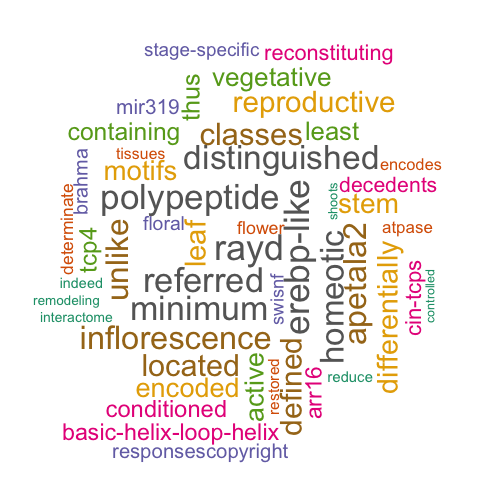 stage-specific
reconstituting
vegetative
thus
mir319
reproductive
containing
classes
least
tissues
distinguished
encodes
brahma
motifs
decedents
determinate
polypeptide
shoots
stem
floral
flower
leaf
erebp-like
tcp4
unlike
rayd
homeotic
apetala2
atpase
differentially
cin-tcps
controlled
indeed
referred
swisnf
remodeling
minimum
interactome
inflorescence
located
active
restored
defined
arr16
reduce
encoded
conditioned
basic-helix-loop-helix
responsescopyright